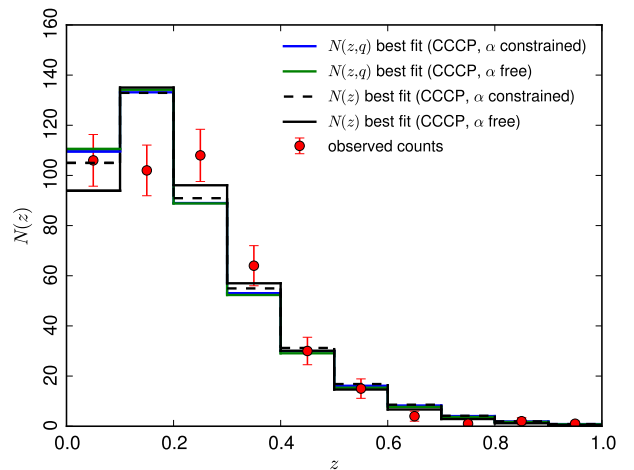 160
140
120
100
80
60
40
20
0
N(z)
N(z,q) best fit (CCCP, α constrained)
N(z,q) best fit (CCCP, α free)
N(z) best fit (CCCP, α constrained)
N(z) best fit (CCCP, α free)
observed counts
0.0 0.2 0.4 0.6 0.8 1.0
z